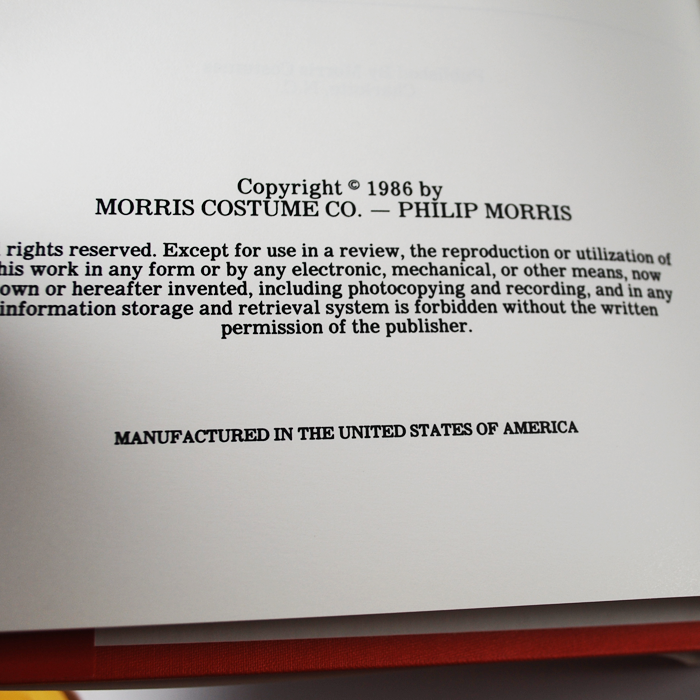 Copyright © 1986 by
MORRIS COSTUME CO. — PHILIP MORRIS
rights reserved. Except for use in a review, the reproduction or utilization of
his work in any form or by any electronic, mechanical, or other means, now
own or hereafter invented, including photocopying and recording, and in any
information storage and retrieval system is forbidden without the written
permission of the publisher.
MANUFACTURED IN THE UNITED STATES OF AMERICA